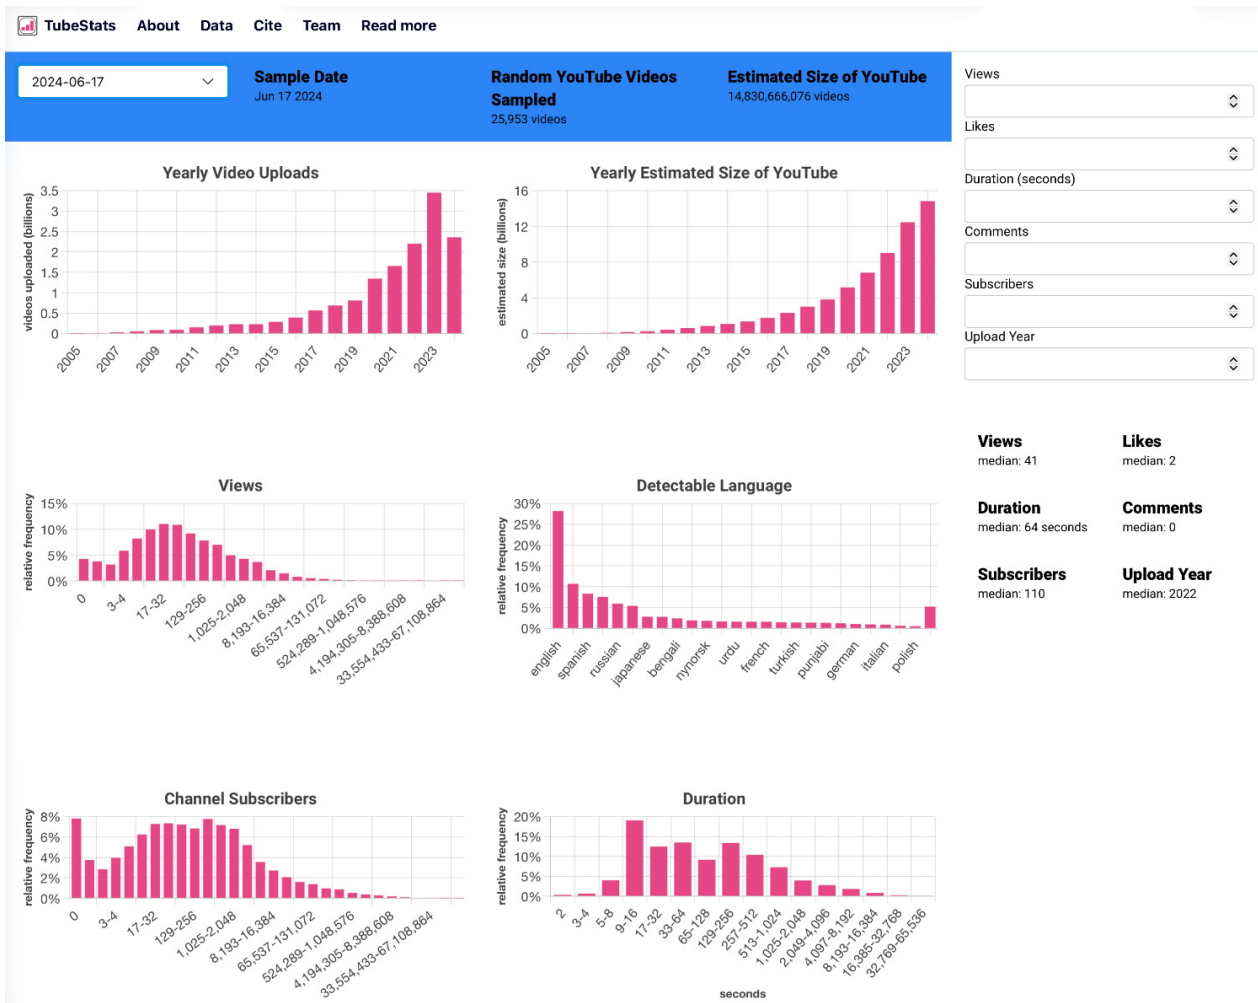 TubeStats About Data Cite Team Read more
2024-06-17
Sample Date
Jun 17 2024
Random YouTube Videos
Sampled
25,953 videos
Estimated Size of YouTube
14,830,666,076 videos
Views
Likes
Duration (seconds)
Comments
Subscribers
Upload Year
Yearly Video Uploads
videos uploaded (billions)
3.5
3
2.5
2
1.5
1
0.5
0
2005 2007 2009 2011 2013 2015 2017 2019 2021 2023
Yearly Estimated Size of YouTube
estimated size (billions)
16
12
8
4
0
2005 2007 2009 2011 2013 2015 2017 2019 2021 2023
Views
median: 41
Likes
median: 2
Duration
median: 64 seconds
Comments
median: 0
Subscribers
median: 110
Upload Year
median: 2022
Views
relative frequency
15%
10%
5%
0%
0 3-4 17-32 129-256 1,025-2,048 8,193-16,384 65,537-131,072 524,289-1,048,576 4,194,305-8,388,608 33,554,433-67,108,864
Detectable Language
relative frequency
30%
25%
20%
15%
10%
5%
0%
english spanish russian japanese bengali nynorsk urdu french turkish punjabi german italian polish
Channel Subscribers
relative frequency
8%
6%
4%
2%
0%
0 3-4 17-32 129-256 1,025-2,048 8,193-16,384 65,537-131,072 524,289-1,048,576 4,194,305-8,388,608 33,554,433-67,108,864
Duration
relative frequency
20%
15%
10%
5%
0%
2 3-4 5-8 9-16 17-32 33-64 65-128 129-256 257-512 513-1,024 1,025-2,048 2,049-4,096 4,097-8,192 8,193-16,384 16,385-32,768 32,769-65,536
seconds